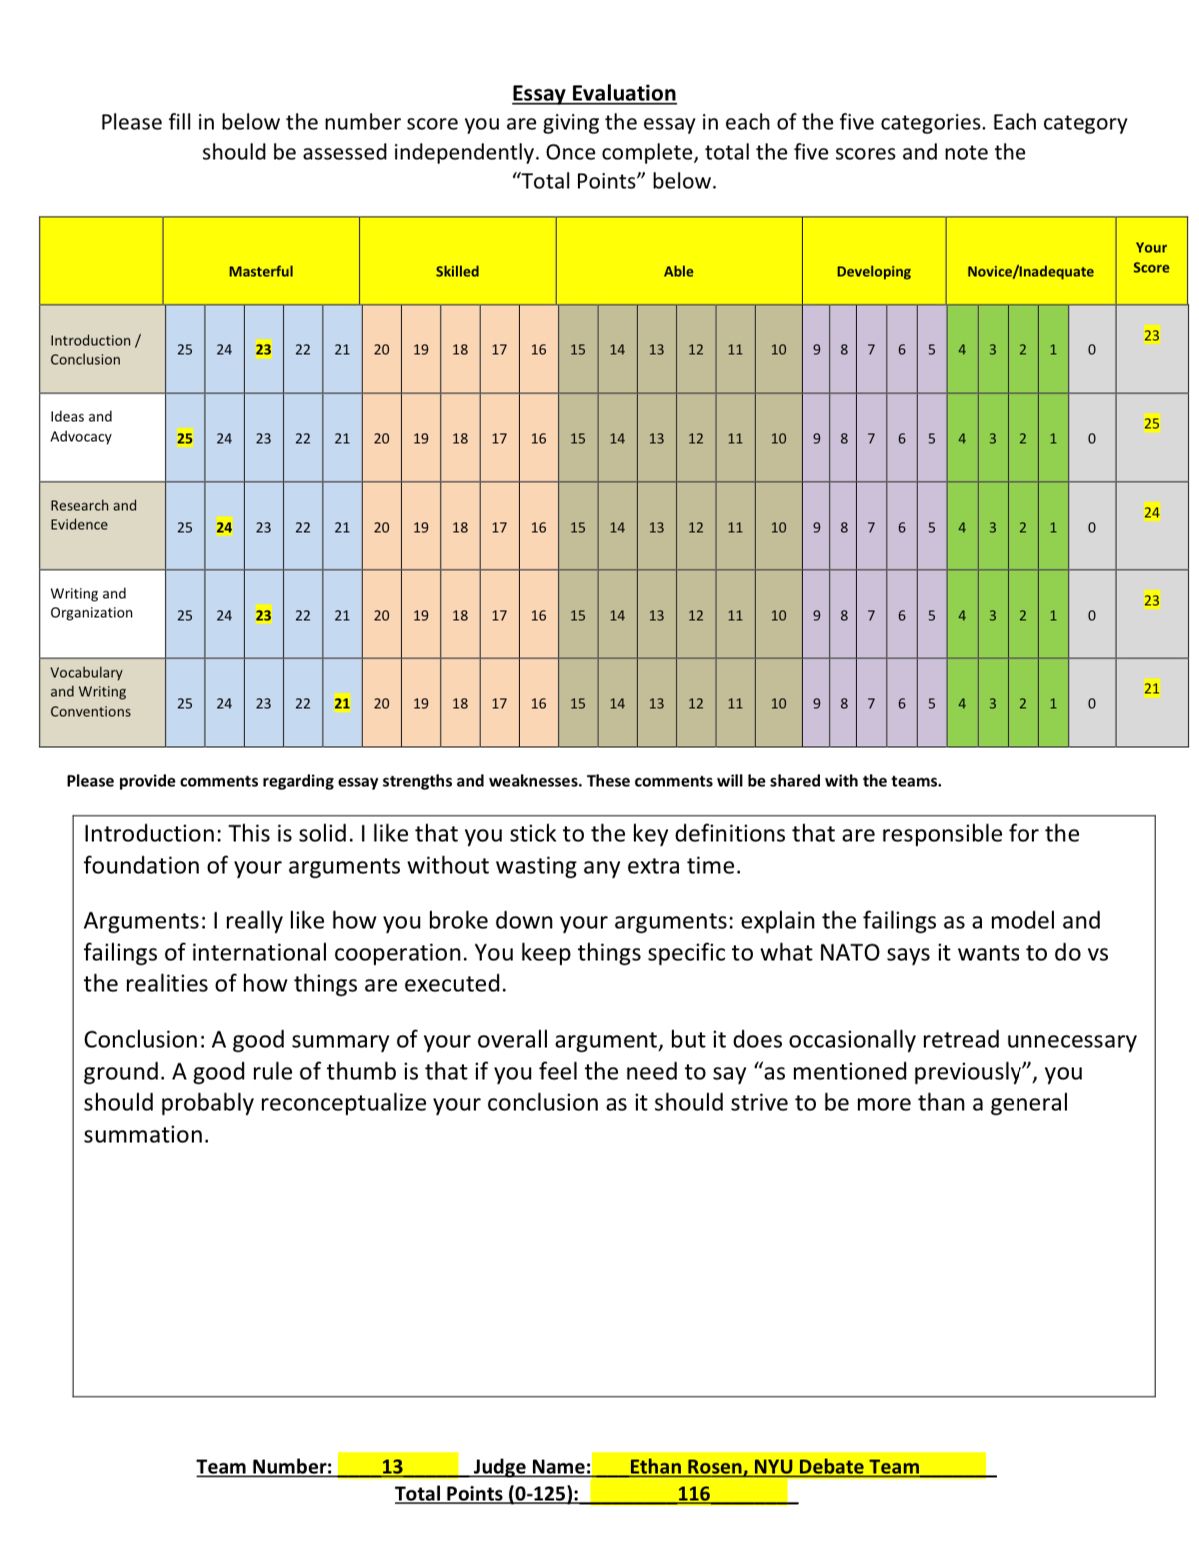 Essay Evaluation
Please fill in below the number score you are giving the essay in each of the five categories. Each category
should be assessed independently. Once complete, total the five scores and note the
“Total Points” below.
Masterful Skilled Able Developing Novice/Inadequate Your Score
Introduction / Conclusion 25 24 23 22 21 20 19 18 17 16 15 14 13 12 11 10 9 8 7 6 5 4 3 2 1 0 23
Ideas and Advocacy 25 24 23 22 21 20 19 18 17 16 15 14 13 12 11 10 9 8 7 6 5 4 3 2 1 0 25
Research and Evidence 25 24 23 22 21 20 19 18 17 16 15 14 13 12 11 10 9 8 7 6 5 4 3 2 1 0 24
Writing and Organization 25 24 23 22 21 20 19 18 17 16 15 14 13 12 11 10 9 8 7 6 5 4 3 2 1 0 23
Vocabulary and Writing Conventions 25 24 23 22 21 20 19 18 17 16 15 14 13 12 11 10 9 8 7 6 5 4 3 2 1 0 21
Please provide comments regarding essay strengths and weaknesses. These comments will be shared with the teams.
Introduction: This is solid. I like that you stick to the key definitions that are responsible for the
foundation of your arguments without wasting any extra time.
Arguments: I really like how you broke down your arguments: explain the failings as a model and
failings of international cooperation. You keep things specific to what NATO says it wants to do vs
the realities of how things are executed.
Conclusion: A good summary of your overall argument, but it does occasionally retread unnecessary
ground. A good rule of thumb is that if you feel the need to say “as mentioned previously”, you
should probably reconceptualize your conclusion as it should strive to be more than a general
summation.
Team Number: 13 Judge Name: Ethan Rosen, NYU Debate Team
Total Points (0-125): 116